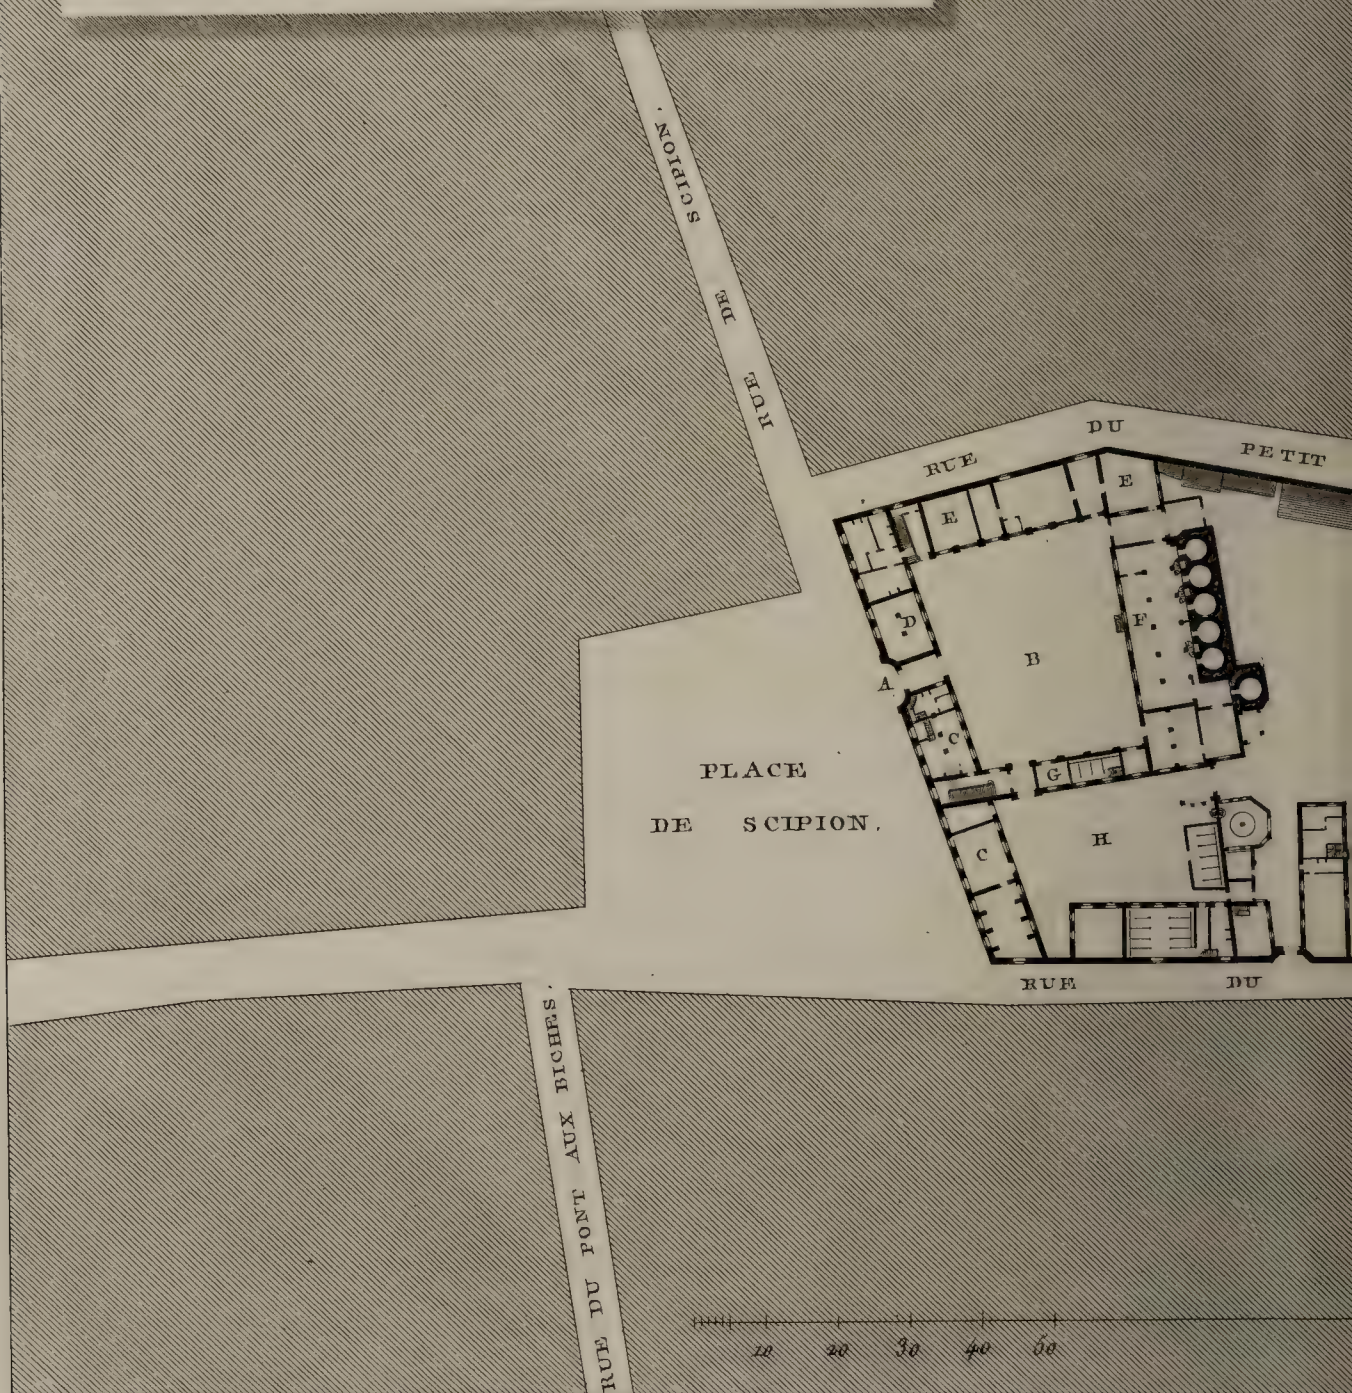 RUE DE SCIPION.
RUE DU PETIT
E
E
D
F
B
A
C
G
PLACE
DE SCIPION.
H
C
RUE DU
RUE DU PONT AUX BICHES.
10 20 30 40 50